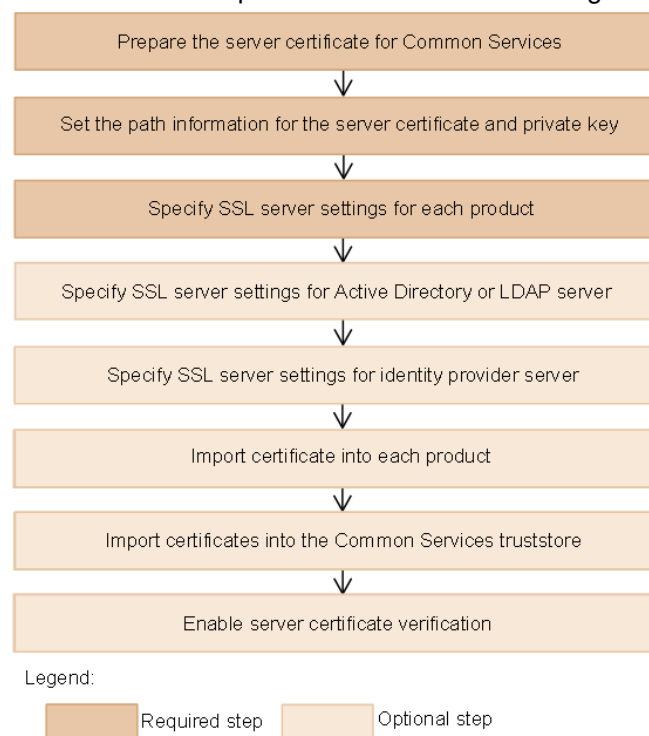 Prepare the server certificate for Common Services
Set the path information for the server certificate and private key
Specify SSL server settings for each product
Specify SSL server settings for Active Directory or LDAP server
Specify SSL server settings for identity provider server
Import certificate into each product
Import certificates into the Common Services truststore
Enable server certificate verification
Legend:
Required step Optional step